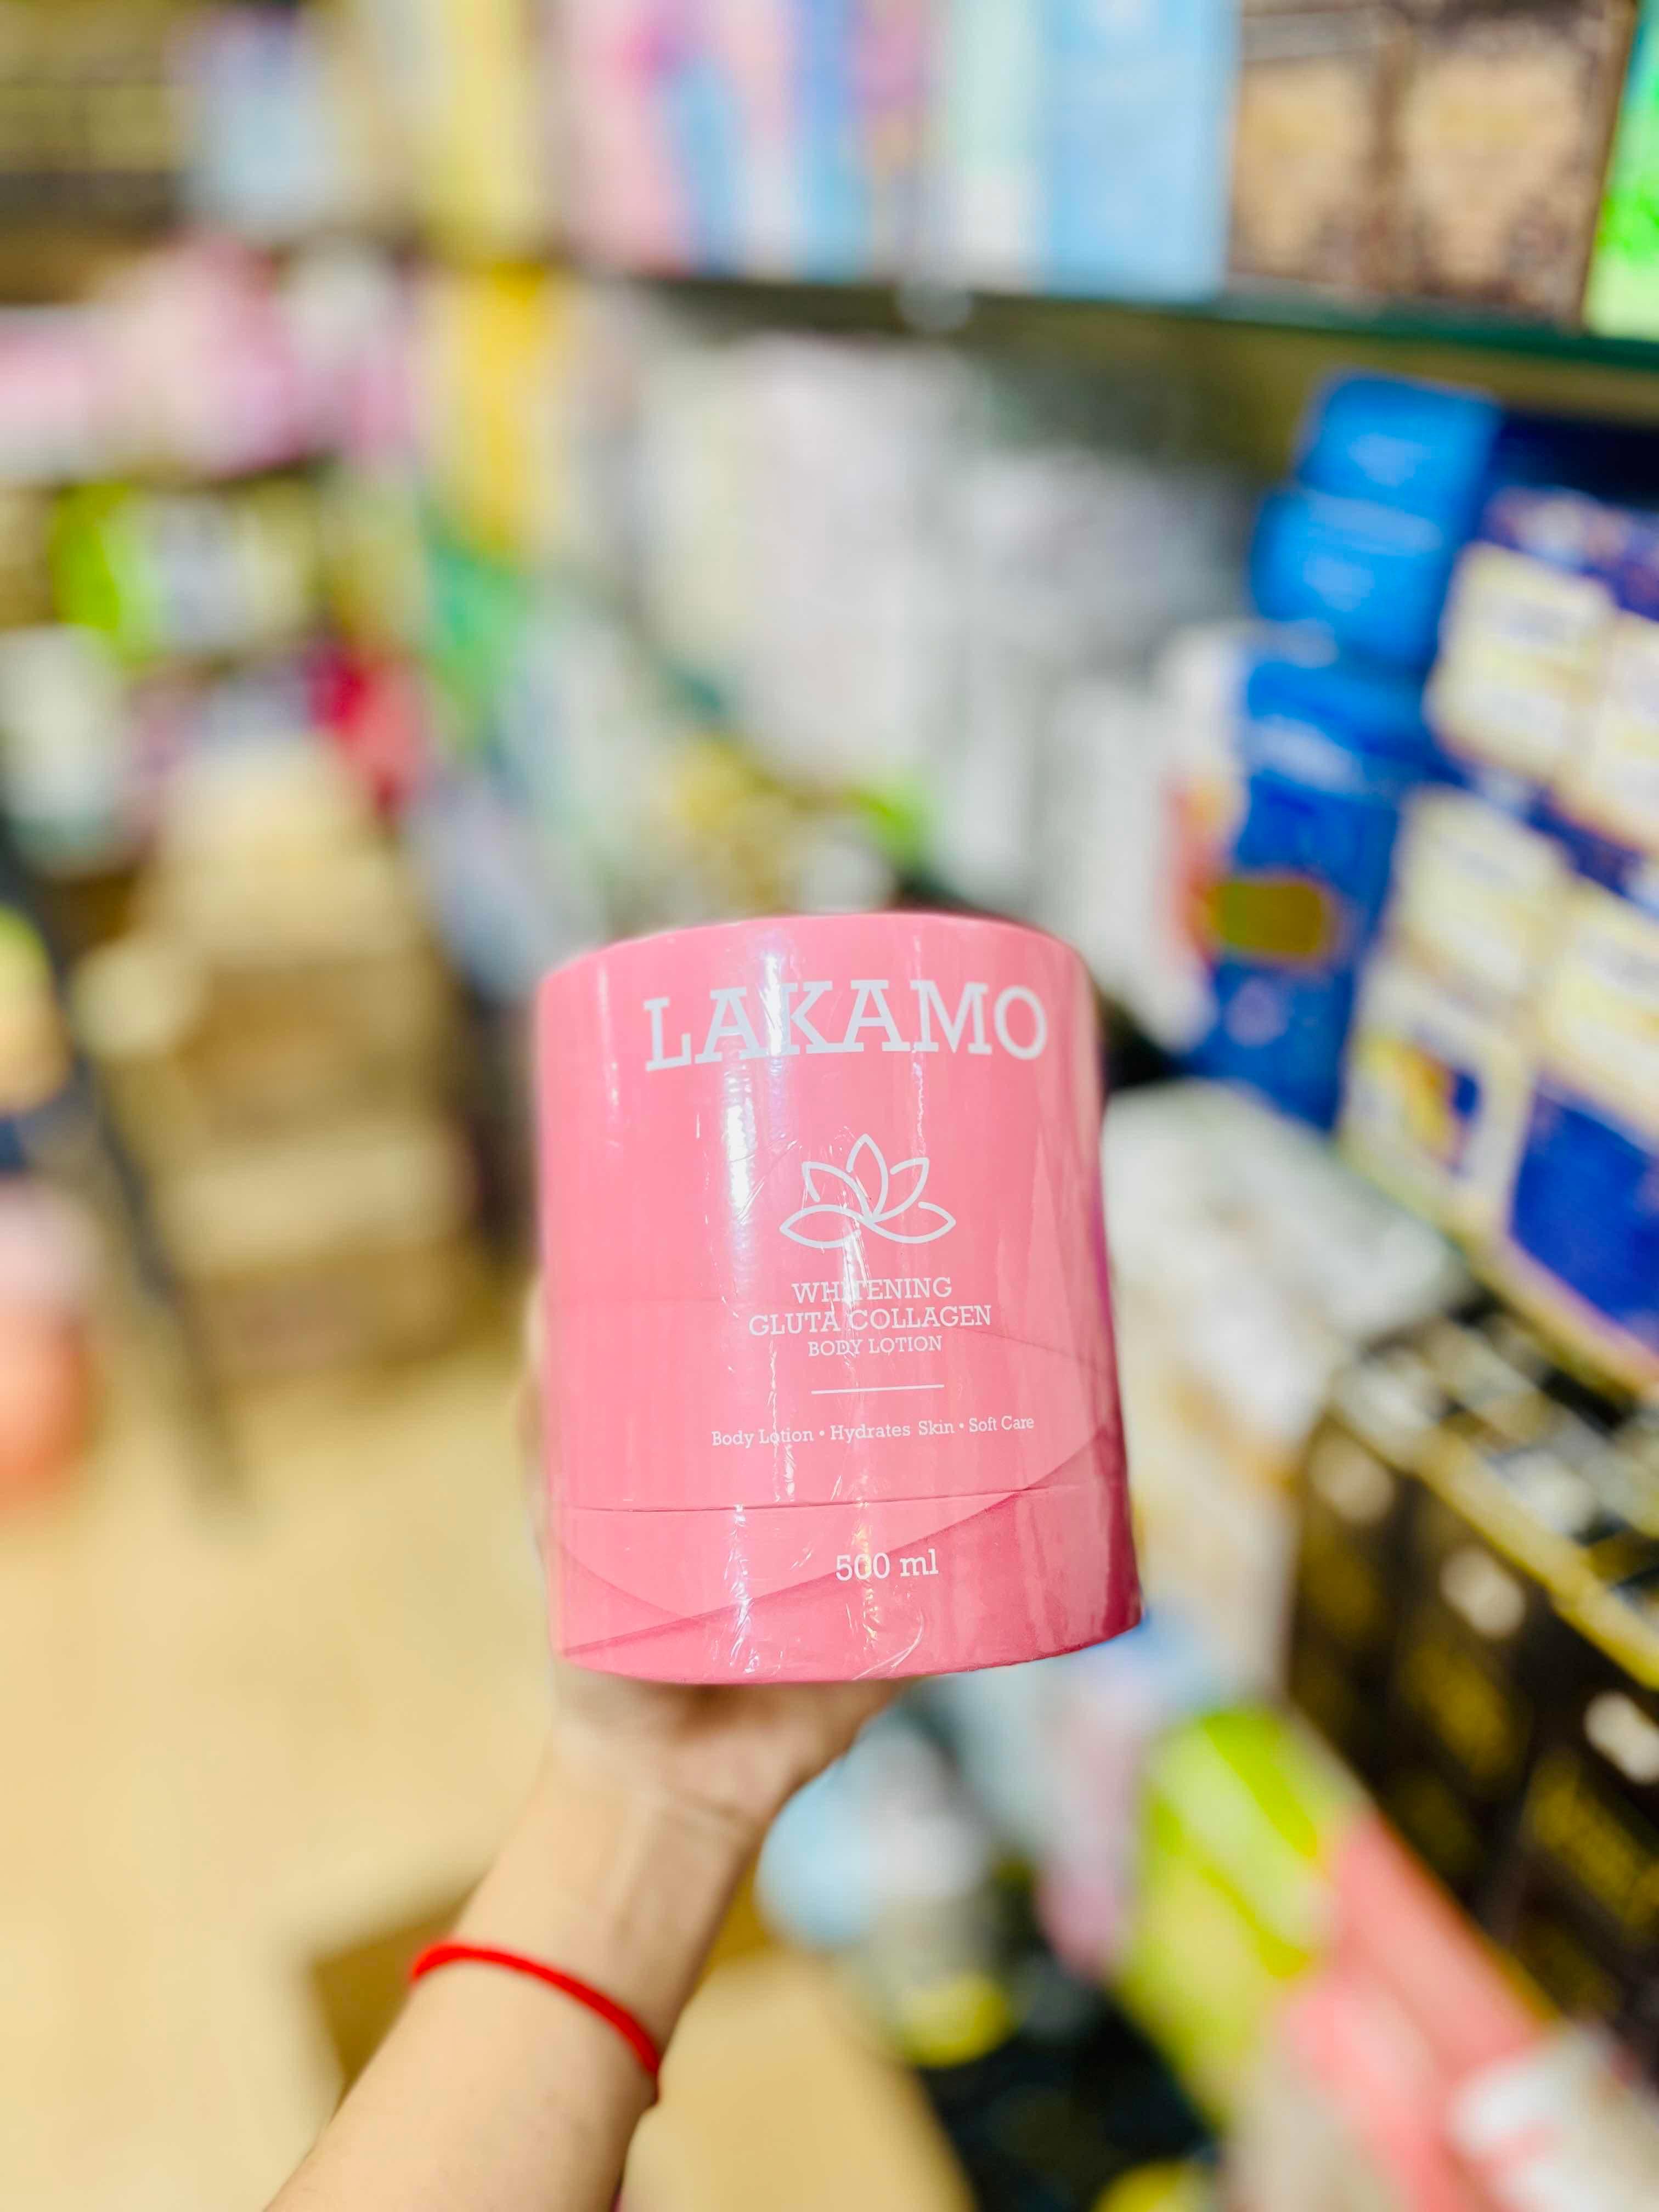 LAKAMO
WHITENING
GLUTA COLLAGEN
BODY LOTION
Body Lotion • Hydrates Skin • Soft Care
500 ml